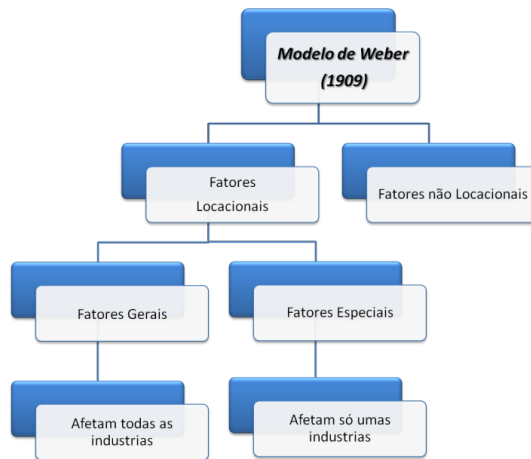 Modelo de Weber
(1909)
Fatores
Locacionais
Fatores não Locacionais
Fatores Gerais
Fatores Especiais
Afetam todas as
industrias
Afetam só umas
industrias